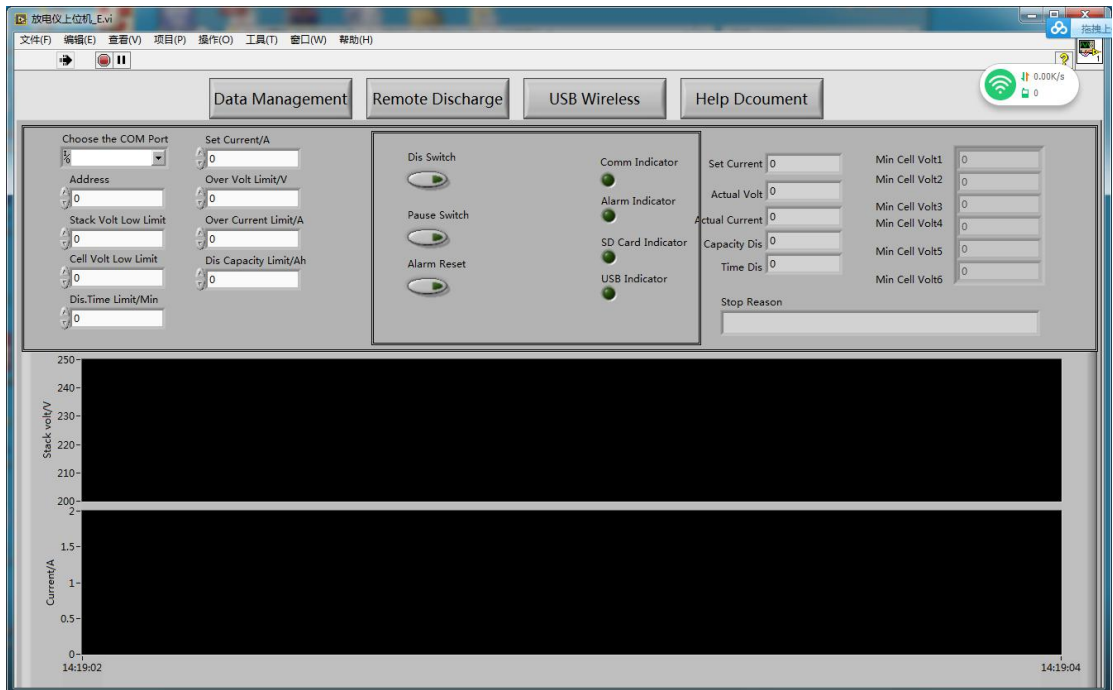 放电仪上位机_E.vi
拖拽上
文件(F) 编辑(E) 查看(V) 项目(P) 操作(O) 工具(T) 窗口(W) 帮助(H)
0.00K/s
0
1
Data Management Remote Discharge USB Wireless Help Dcoument
Choose the COM Port
Address
0
Stack Volt Low Limit
0
Cell Volt Low Limit
0
Dis.Time Limit/Min
0
Set Current/A
0
Over Volt Limit/V
0
Over Current Limit/A
0
Dis Capacity Limit/Ah
0
Dis Switch
Pause Switch
Alarm Reset
Comm Indicator
Alarm Indicator
SD Card Indicator
USB Indicator
Set Current 0
Actual Volt 0
Actual Current 0
Capacity Dis 0
Time Dis 0
Min Cell Volt1 0
Min Cell Volt2 0
Min Cell Volt3 0
Min Cell Volt4 0
Min Cell Volt5 0
Min Cell Volt6 0
Stop Reason
Stack volt/V
250
240
230
220
210
200
Current/A
2
1.5
1
0.5
0
14:19:02 14:19:04